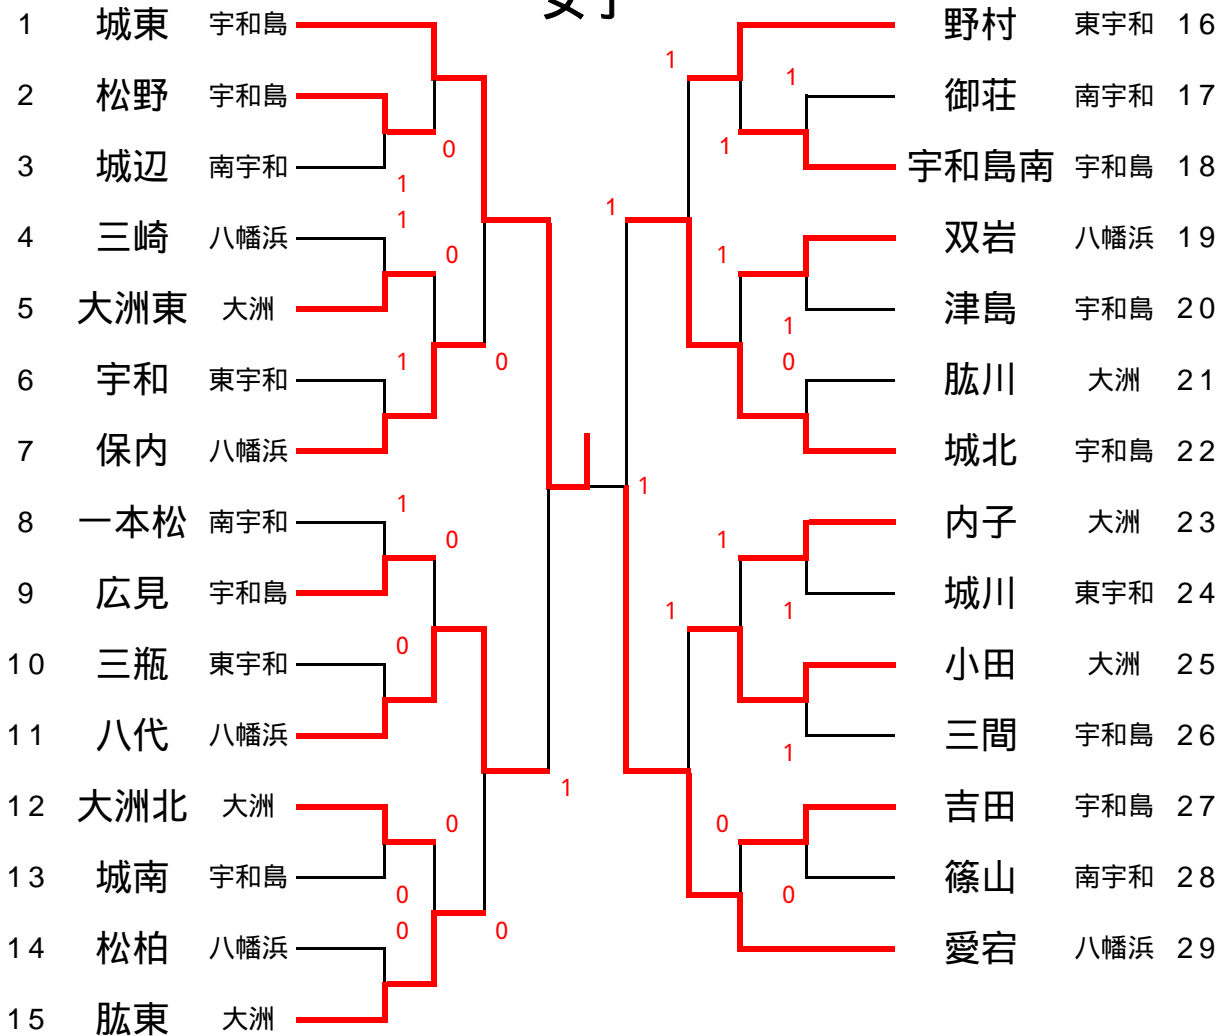 女子
1 城東 宇和島
2 松野 宇和島
0
3 城辺 南宇和
1
1
4 三崎 八幡浜
0
5 大洲東 大洲
1
0
6 宇和 東宇和
7 保内 八幡浜
1
8 一本松 南宇和
0
9 広見 宇和島
0
10 三瓶 東宇和
11 八代 八幡浜
1
12 大洲北 大洲
0
13 城南 宇和島
0
0
0
14 松柏 八幡浜
15 肱東 大洲
野村 東宇和 16
1
1
御荘 南宇和 17
1
宇和島南 宇和島 18
1
双岩 八幡浜 19
1
津島 宇和島 20
1
0
肱川 大洲 21
城北 宇和島 22
1
内子 大洲 23
1
城川 東宇和 24
1
1
小田 大洲 25
三間 宇和島 26
1
吉田 宇和島 27
0
篠山 南宇和 28
0
愛宕 八幡浜 29